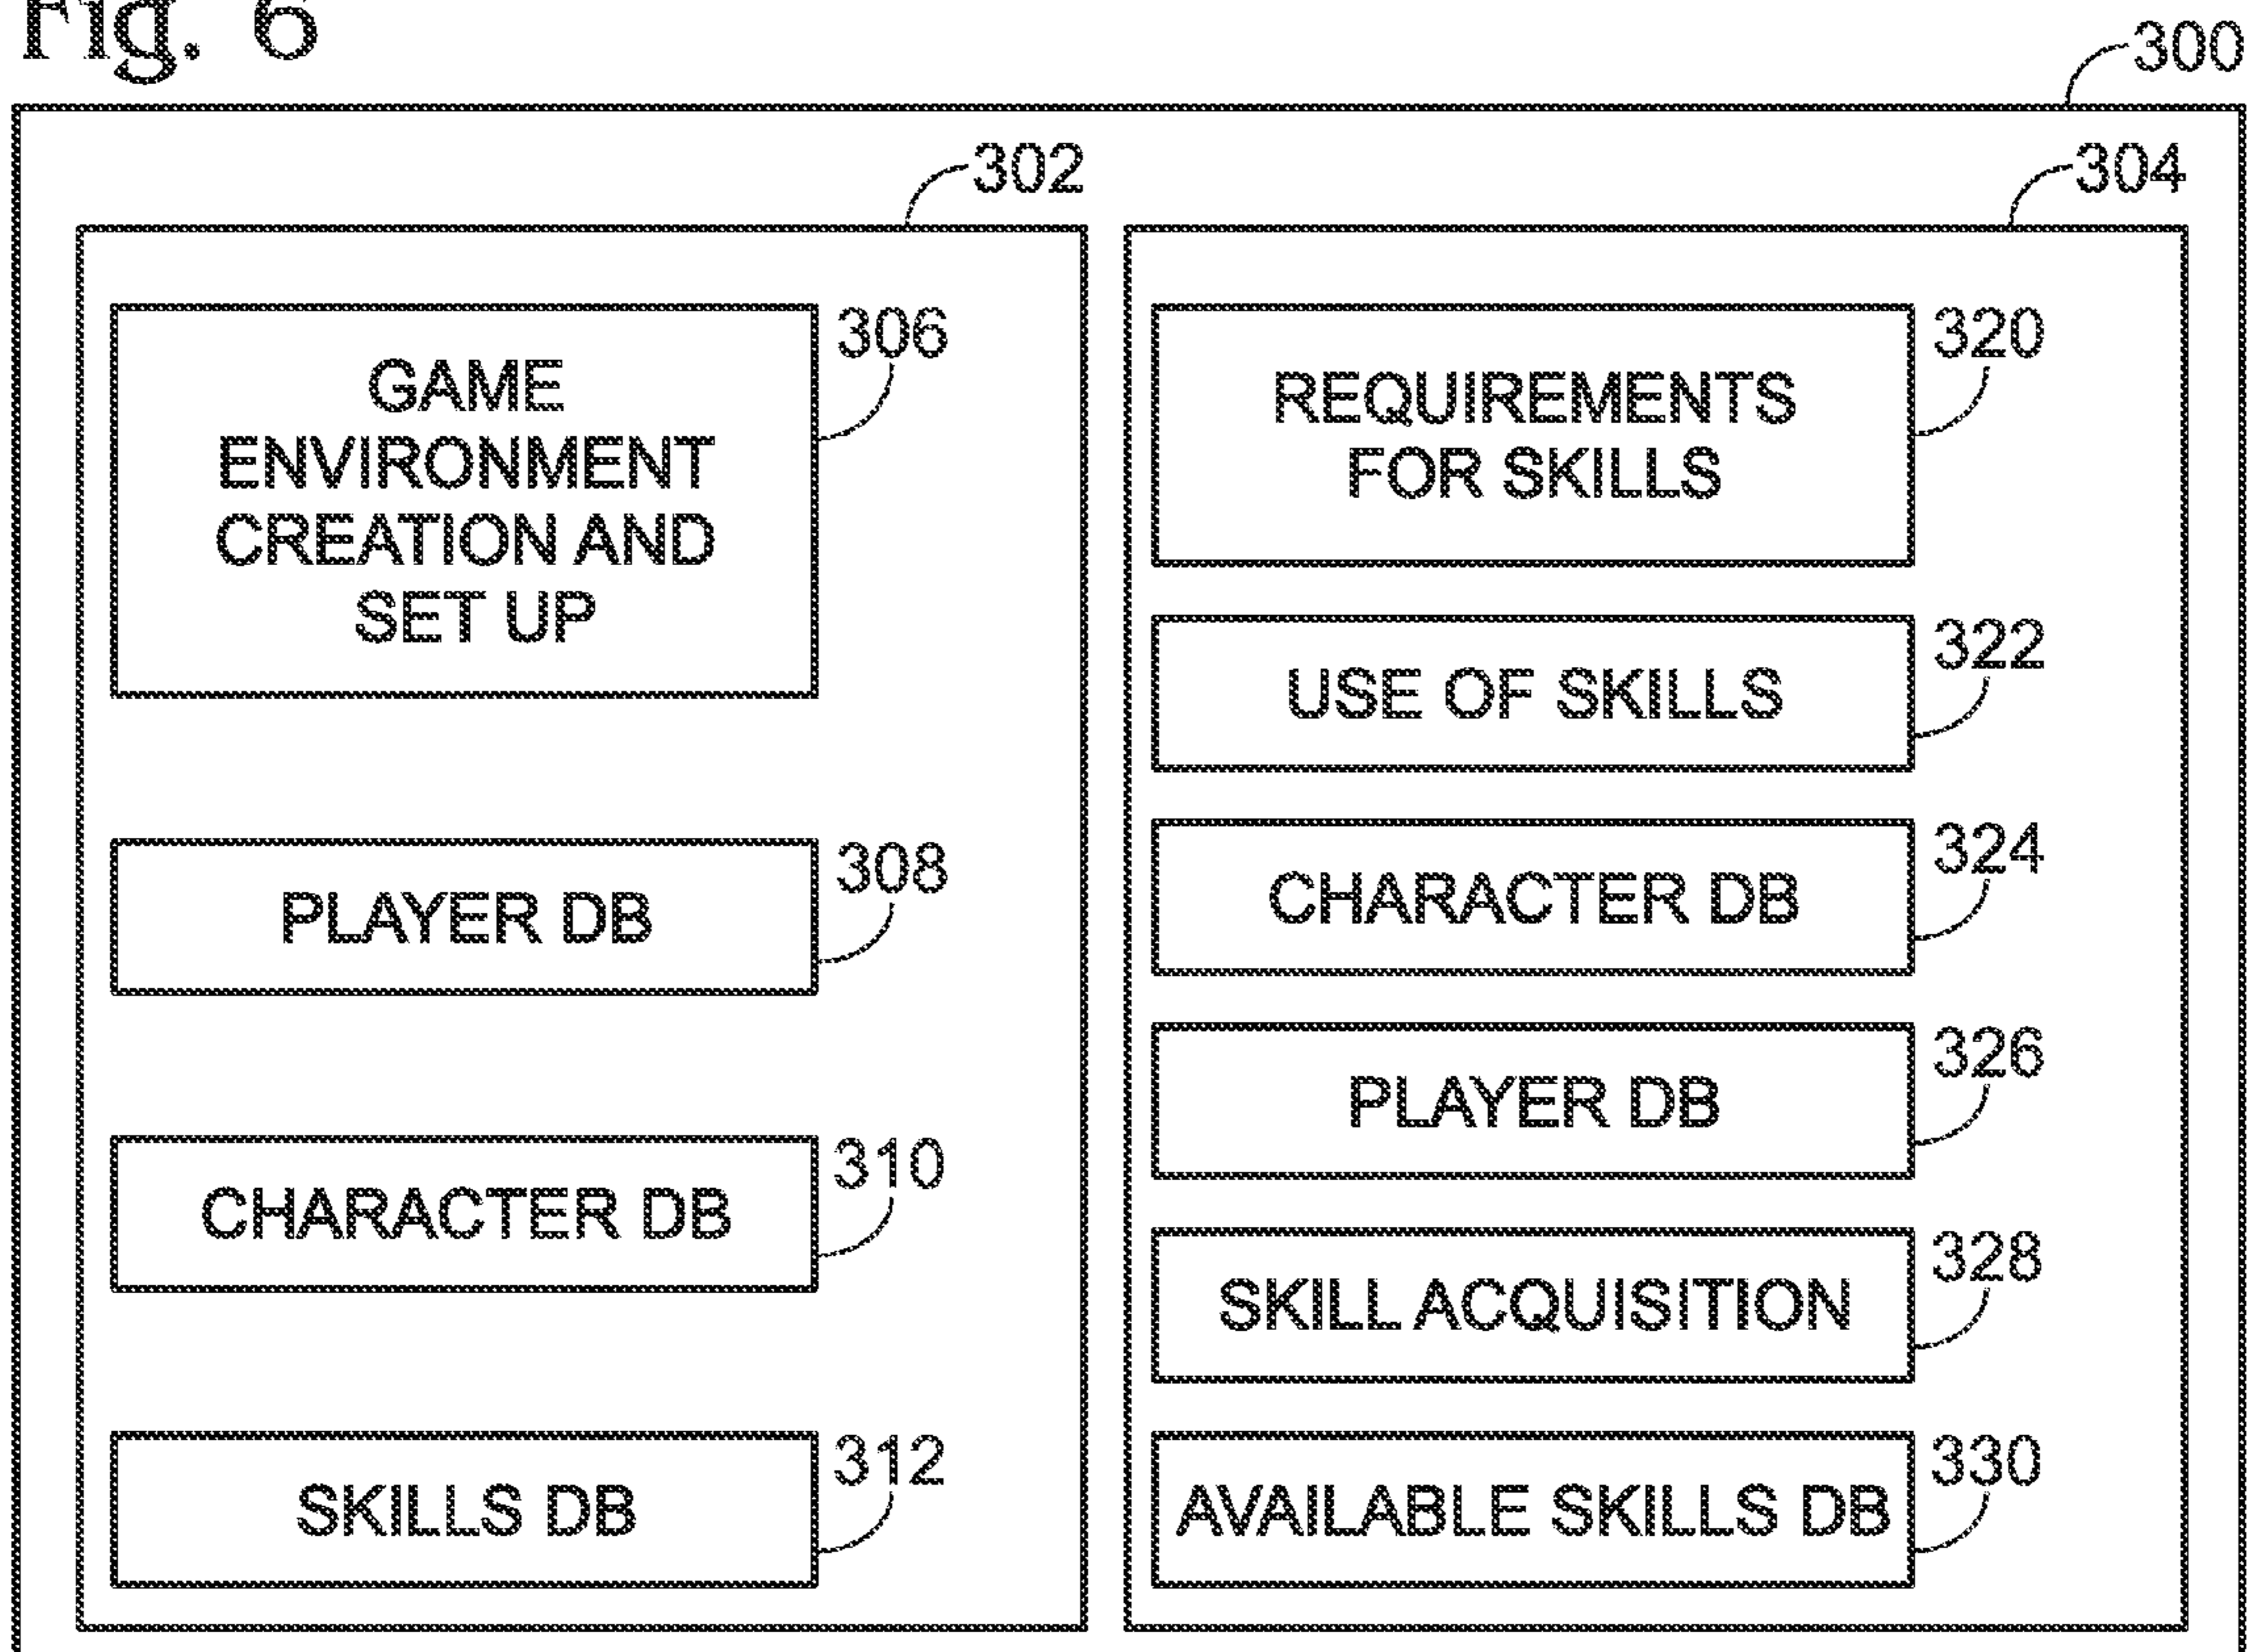 Fig. 6
300
302
304
GAME
ENVIRONMENT
CREATION AND
SET UP
306
PLAYER DB
308
CHARACTER DB
310
SKILLS DB
312
REQUIREMENTS
FOR SKILLS
320
USE OF SKILLS
322
CHARACTER DB
324
PLAYER DB
326
SKILL ACQUISITION
328
AVAILABLE SKILLS DB
330